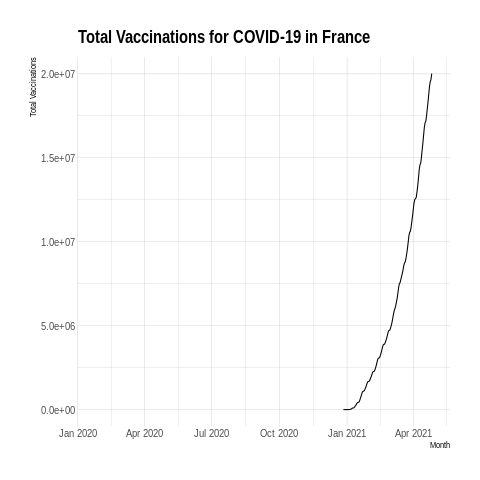 Total Vaccinations for COVID-19 in France
Total Vaccinations
2.0e+07
1.5e+07
1.0e+07
5.0e+06
0.0e+00
Jan 2020 Apr 2020 Jul 2020 Oct 2020 Jan 2021 Apr 2021
Month